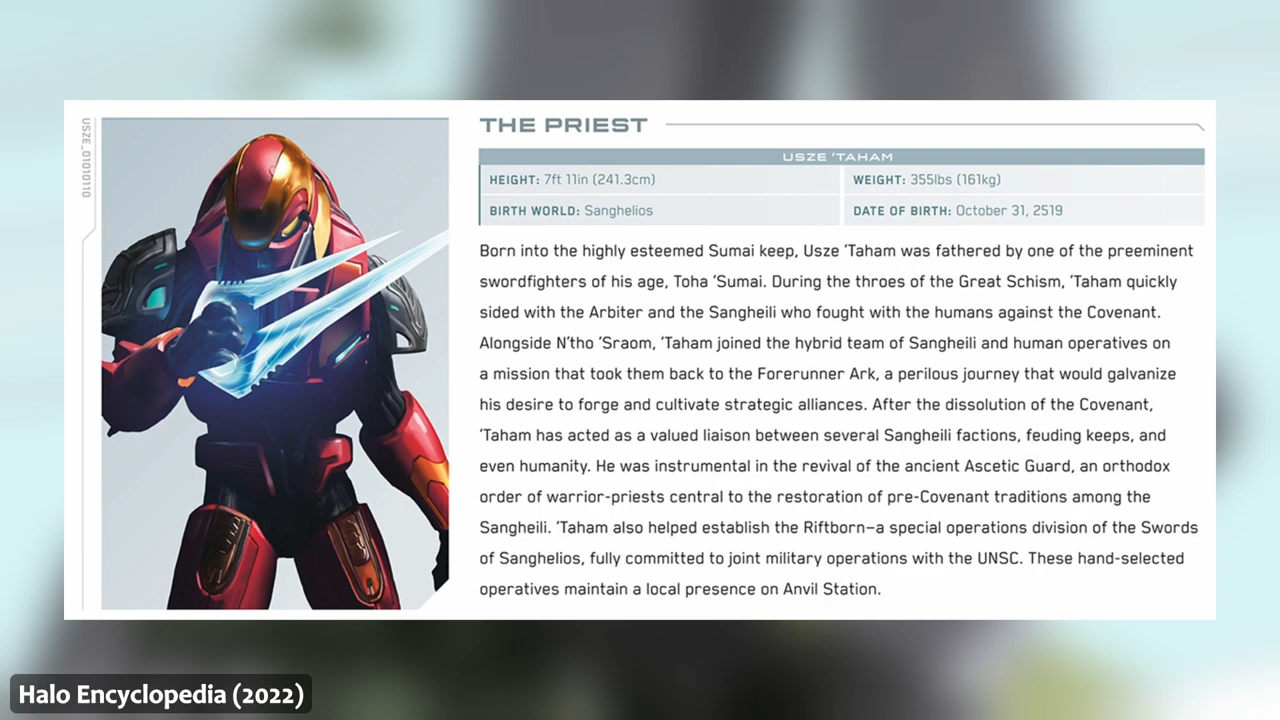 USZE_01010110
THE PRIEST
USZE ‘TAHAM
HEIGHT: 7ft 11in (241.3cm)
WEIGHT: 355lbs (161kg)
BIRTH WORLD: Sanghelios
DATE OF BIRTH: October 31, 2519
Born into the highly esteemed Sumai keep, Usze ‘Taham was fathered by one of the preeminent
swordfighters of his age, Toha ‘Sumai. During the throes of the Great Schism, ‘Taham quickly
sided with the Arbiter and the Sangheili who fought with the humans against the Covenant.
Alongside N’tho ‘Sraom, ‘Taham joined the hybrid team of Sangheili and human operatives on
a mission that took them back to the Forerunner Ark, a perilous journey that would galvanize
his desire to forge and cultivate strategic alliances. After the dissolution of the Covenant,
‘Taham has acted as a valued liaison between several Sangheili factions, feuding keeps, and
even humanity. He was instrumental in the revival of the ancient Ascetic Guard, an orthodox
order of warrior-priests central to the restoration of pre-Covenant traditions among the
Sangheili. ‘Taham also helped establish the Riftborn—a special operations division of the Swords
of Sanghelios, fully committed to joint military operations with the UNSC. These hand-selected
operatives maintain a local presence on Anvil Station.
Halo Encyclopedia (2022)